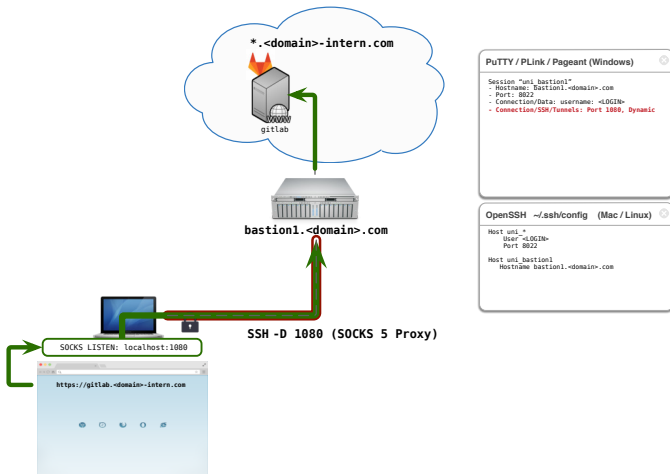 *.<domain>-intern.com
WWW
gitlab
bastion1.<domain>.com
SSH -D 1080 (SOCKS 5 Proxy)
SOCKS LISTEN: localhost:1080
https://gitlab.<domain>-intern.com
PuTTY / PLink / Pageant (Windows)
Session "uni_bastion1"
- Hostname: Bastion1.<domain>.com
- Port: 8022
- Connection/Data: username: <LOGIN>
- Connection/SSH/Tunnels: Port 1080, Dynamic
OpenSSH ~/.ssh/config (Mac / Linux)
Host uni_*
User <LOGIN>
Port 8022
Host uni_bastion1
Hostname bastion1.<domain>.com